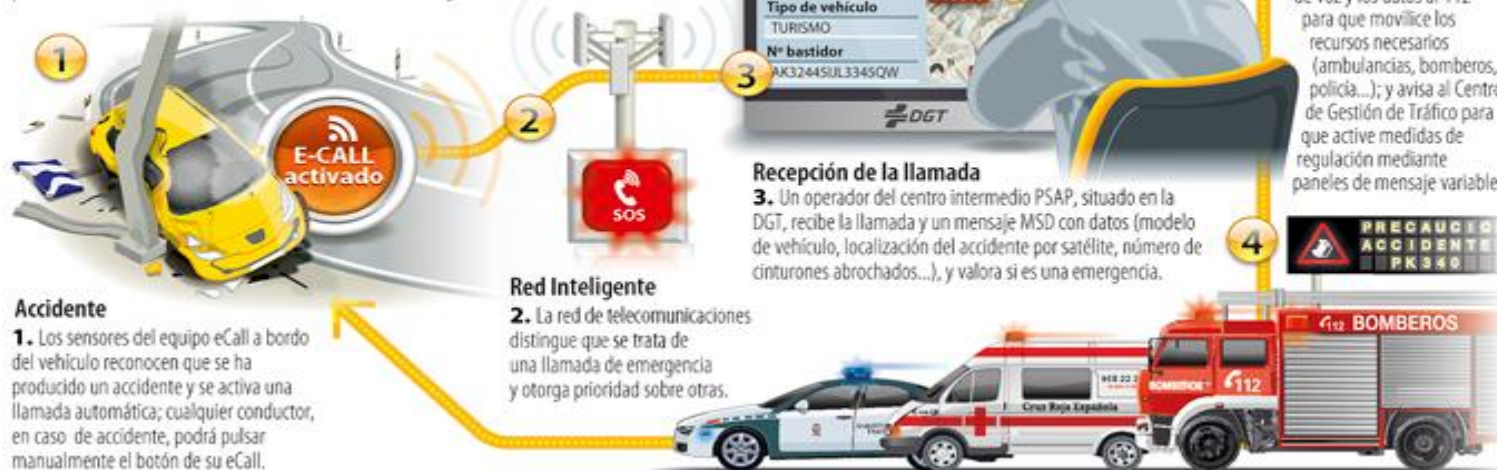 Tipo de vehículo
TURISMO
Nº bastidor
DGT
1
2
3
4
E-CALL
activado
SOS
Accidente
1. Los sensores del equipo eCall a bordo
del vehículo reconocen que se ha
producido un accidente y se activa una
llamada automática; cualquier conductor,
en caso de accidente, podrá pulsar
manualmente el botón de su eCall.
Red Inteligente
2. La red de telecomunicaciones
distingue que se trata de
una llamada de emergencia
y otorga prioridad sobre otras.
Recepción de la llamada
3. Un operador del centro intermedio PSAP, situado en la
DGT, recibe la llamada y un mensaje MSD con datos (modelo
de vehículo, localización del accidente por satélite, número de
cinturones abrochados...), y valora si es una emergencia.
de voz y los datos al 112
para que movilice los
recursos necesarios
(ambulancias, bomberos,
policía...); y avisa al Centro
de Gestión de Tráfico para
que active medidas de
regulación mediante
paneles de mensaje variable
PRECAUCIO
ACCIDENTE
PK340
112 BOMBEROS
BOMBEROS 112
Cruz Roja Española